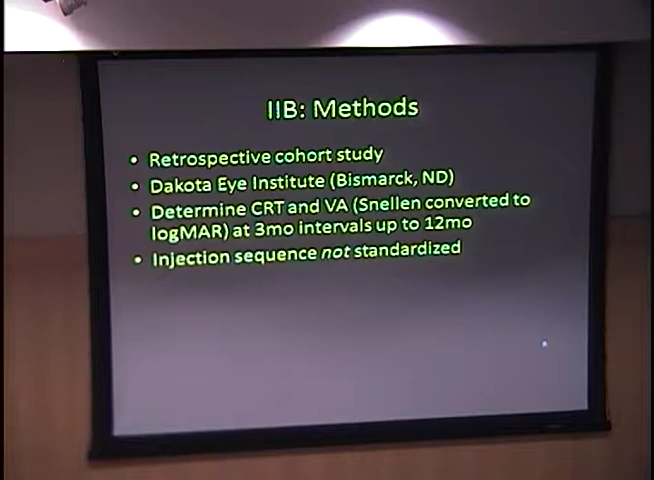 IIB: Methods
• Retrospective cohort study
• Dakota Eye Institute (Bismarck, ND)
• Determine CRT and VA (Snellen converted to
logMAR) at 3mo intervals up to 12mo
• Injection sequence not standardized